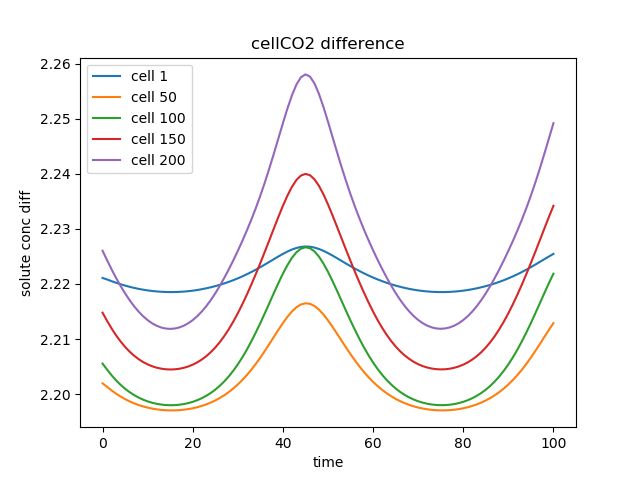 cellCO2 difference
2.26
2.25
2.24
2.23
2.22
2.21
2.20
solute conc diff
cell 1
cell 50
cell 100
cell 150
cell 200
0 20 40 60 80 100
time